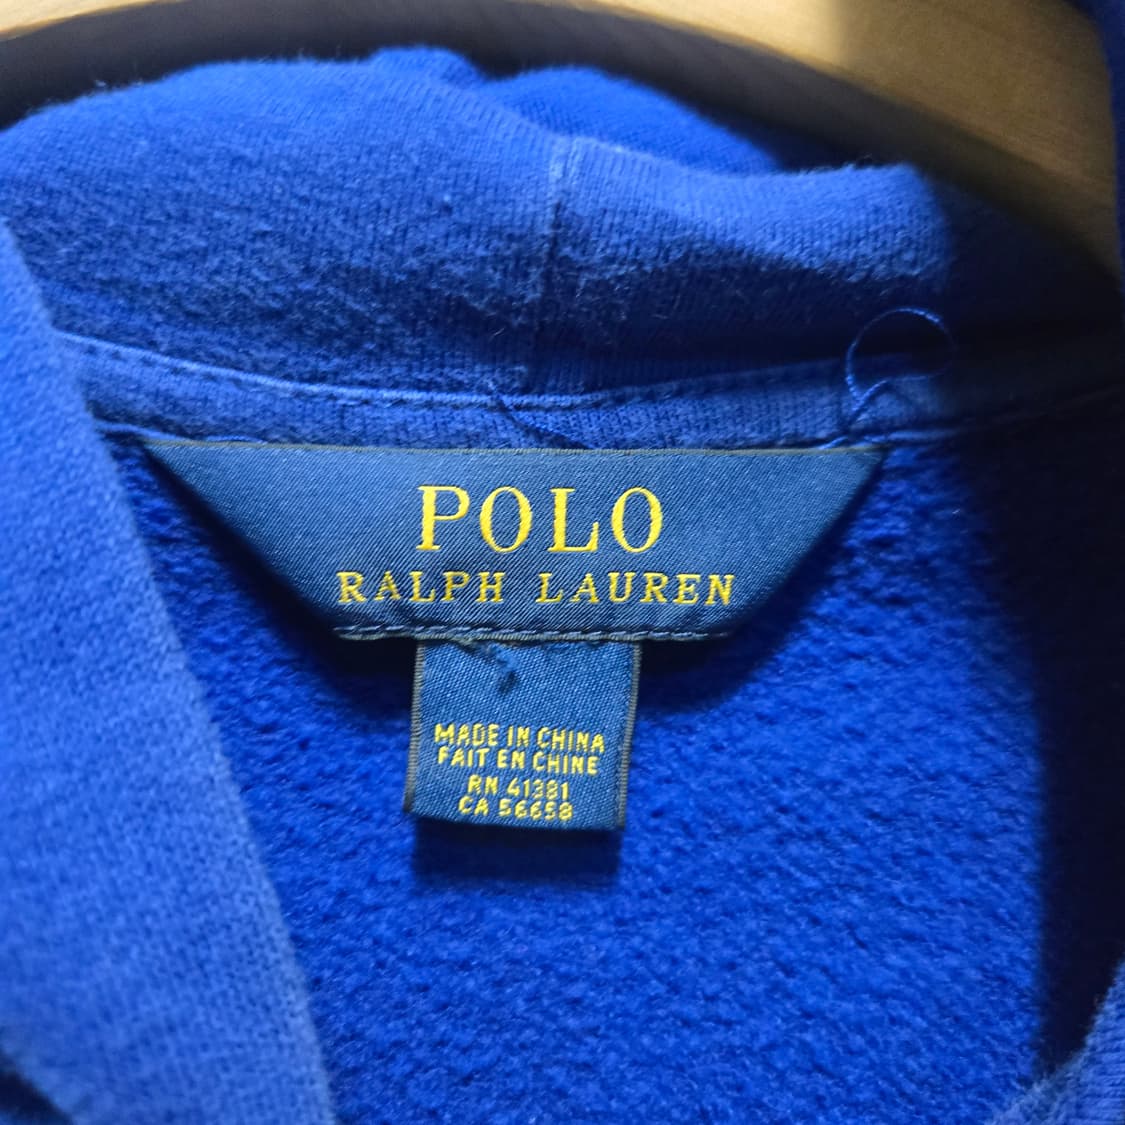 POLO
RALPH LAUREN
MADE IN CHINA
FAIT EN CHINE
RN 41381
CA 56658